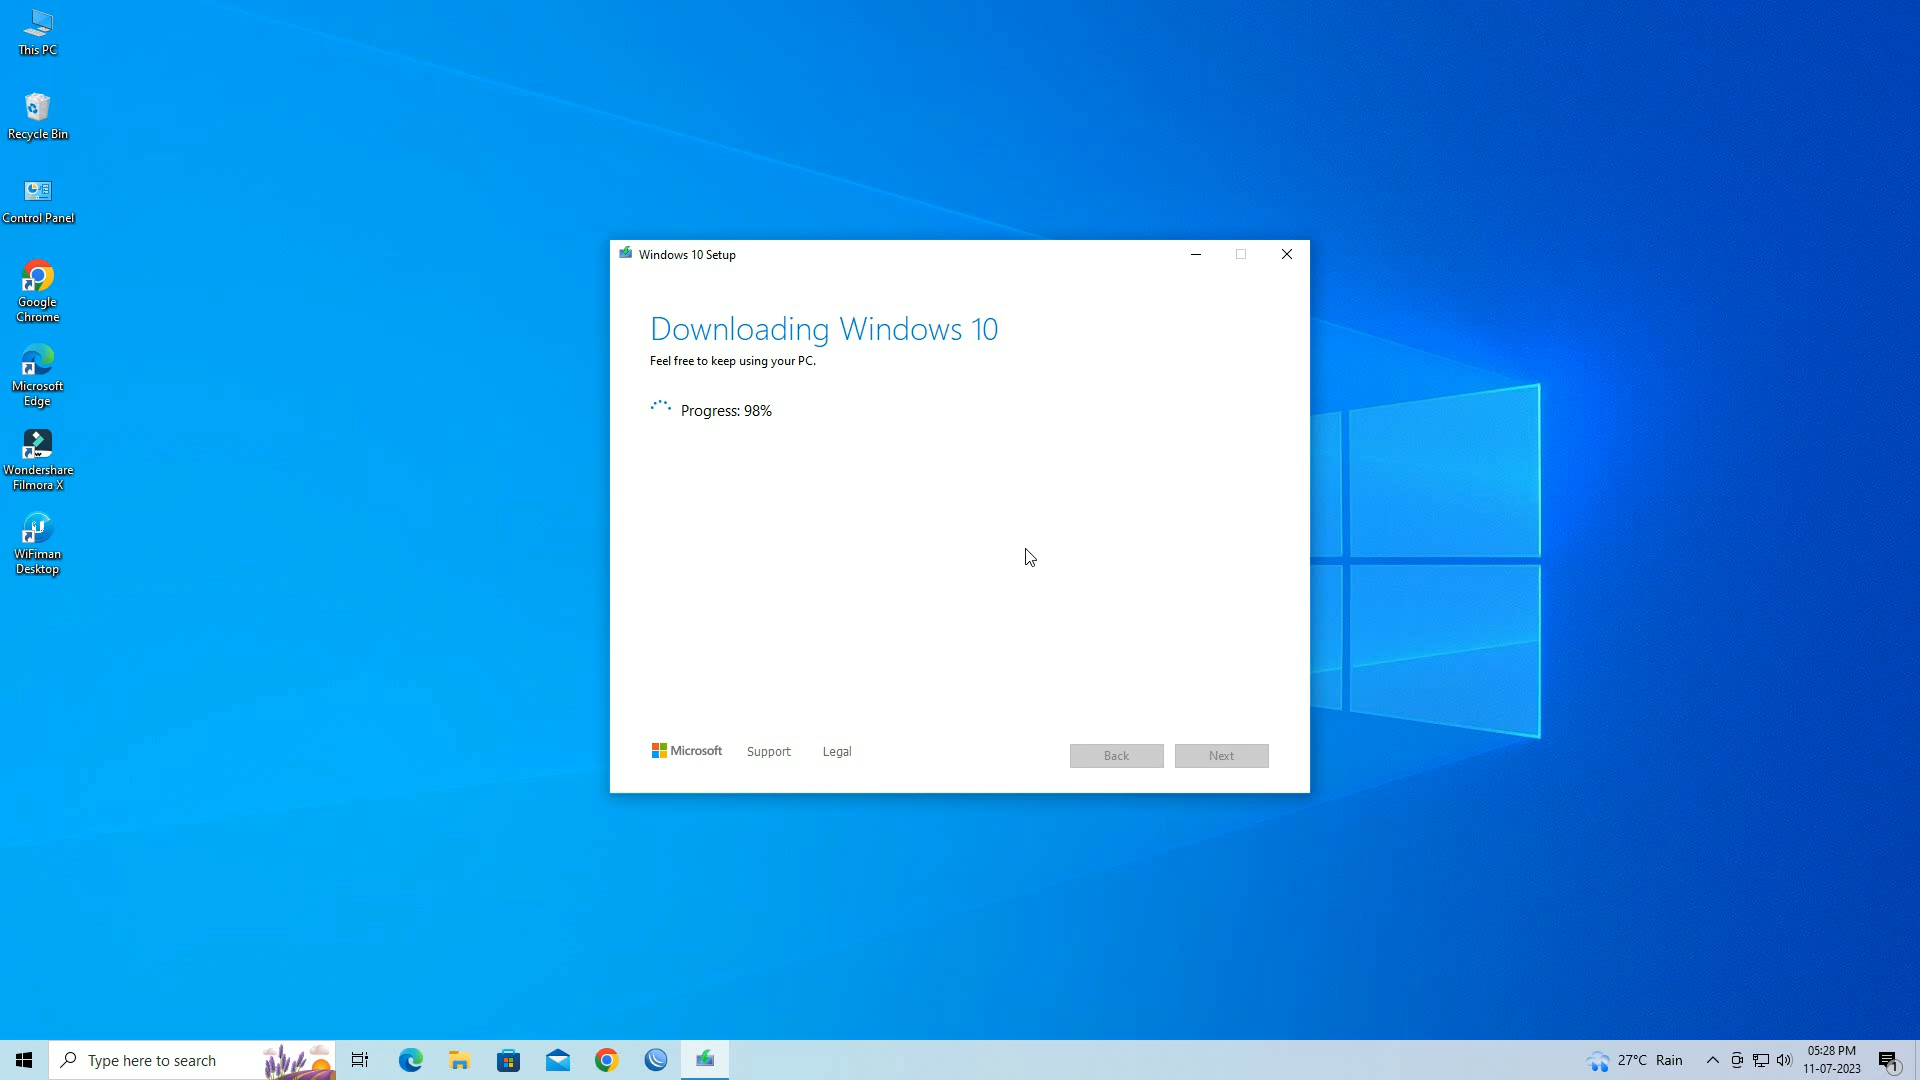 This PC
Recycle Bin
Control Panel
Google
Chrome
Microsoft
Edge
Wondershare
Filmora X
WiFiman
Desktop
Windows 10 Setup
Downloading Windows 10
Feel free to keep using your PC.
Progress: 98%
Microsoft
Support
Legal
Back
Next
Type here to search
27°C Rain
05:28 PM
11-07-2023
1